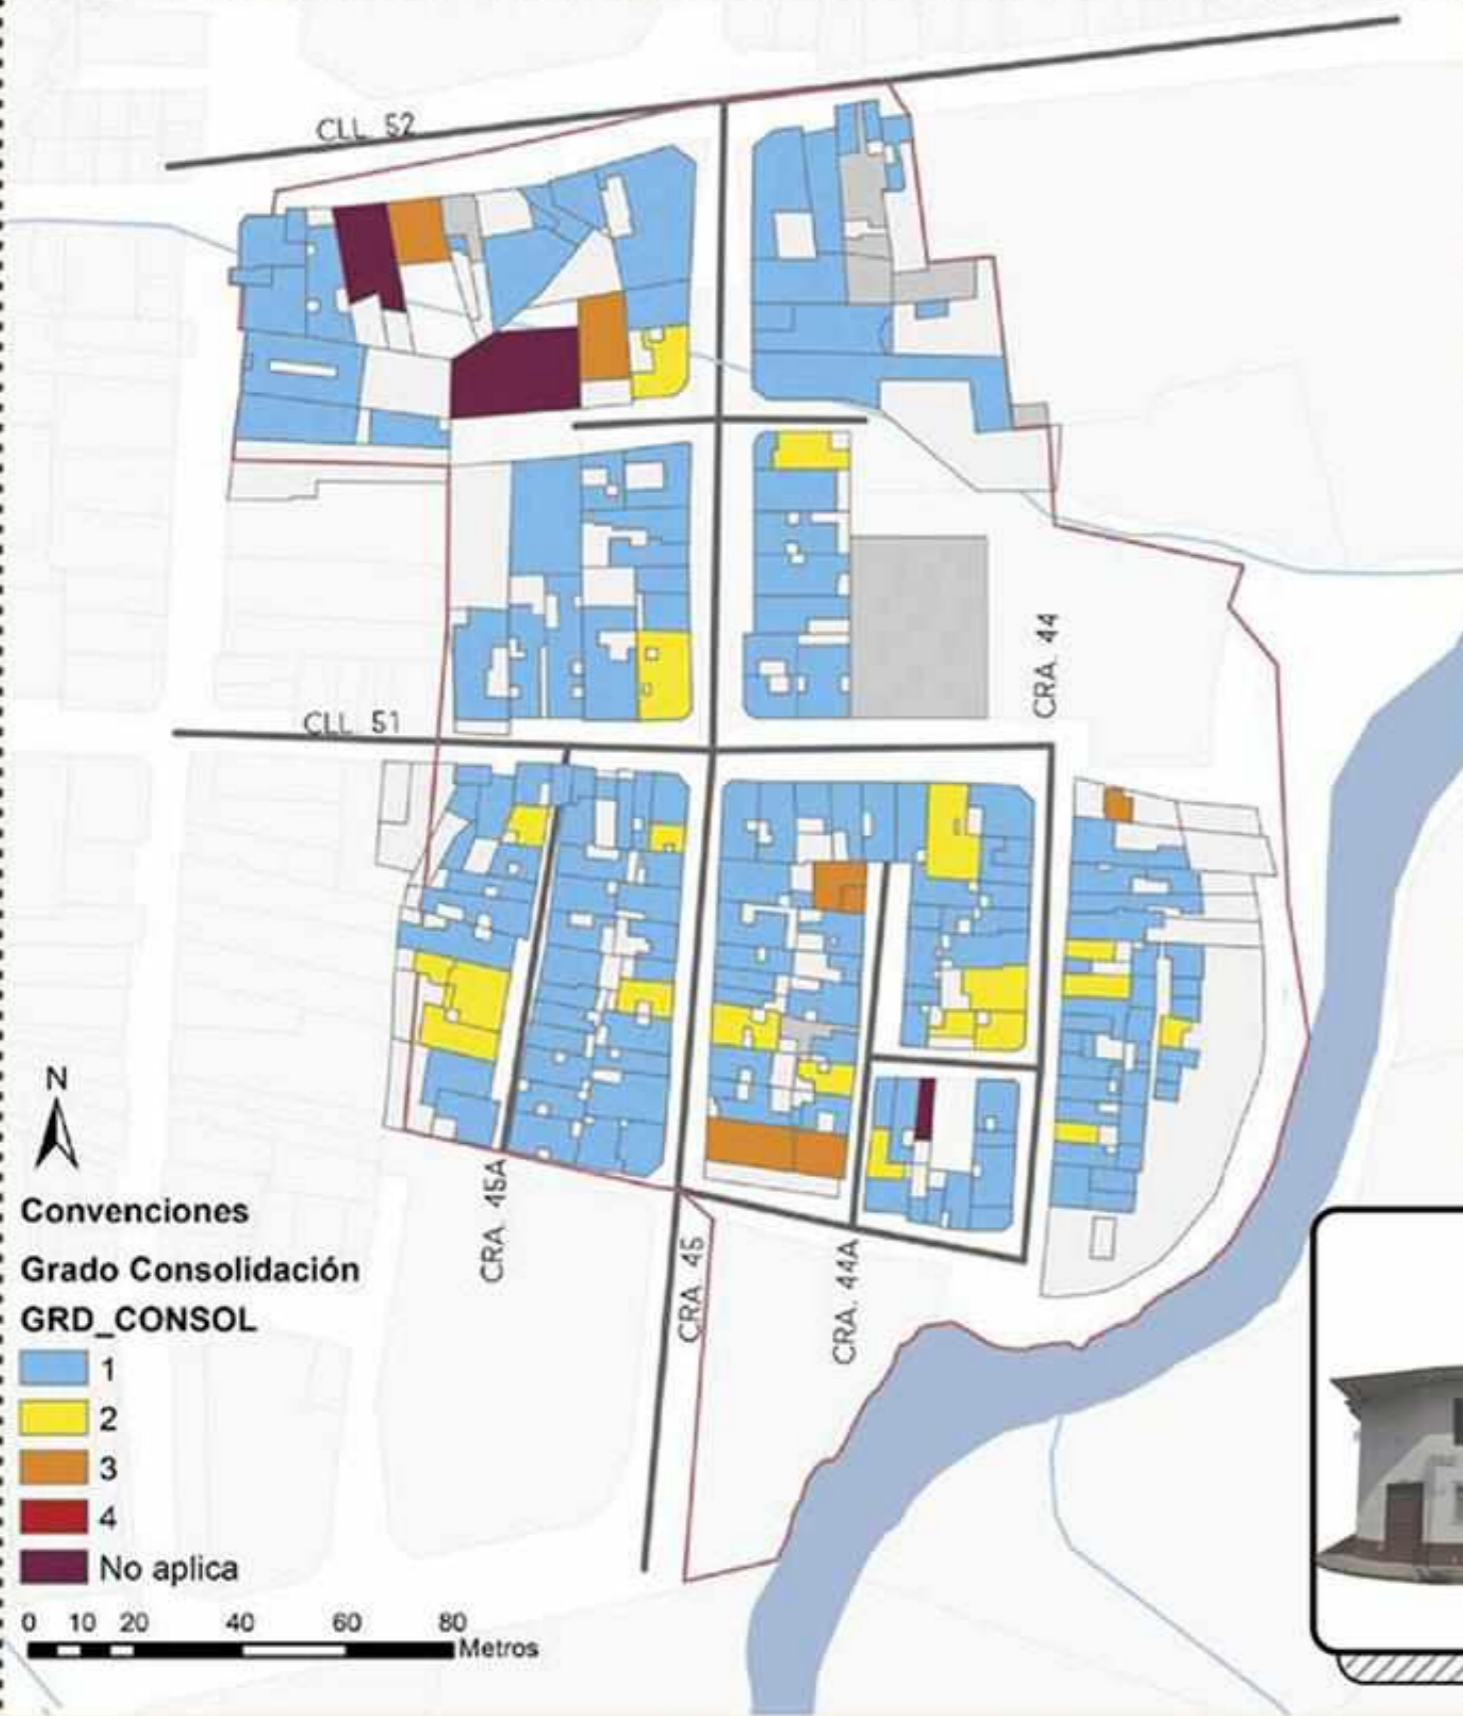 CLL 52
CRA. 44
CLL 51
N
CRA. 45A
CRA. 45
CRA. 44A
Convenciones
Grado Consolidación
GRD_CONSOL
1
2
3
4
No aplica
0 10 20 40 60 80
Metros